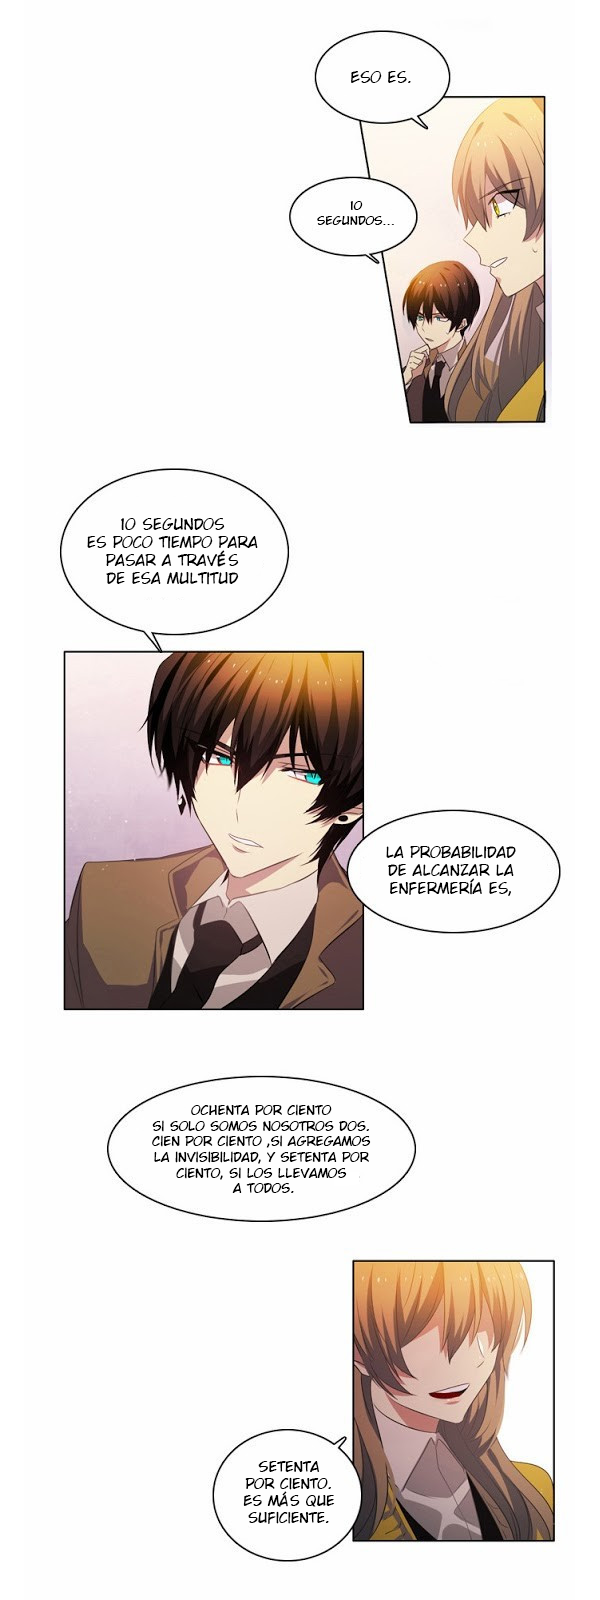 ESO ES.
10
SEGUNDOS...
10 SEGUNDOS
ES POCO TIEMPO PARA
PASAR A TRAVÉS
DE ESA MULTITUD
LA PROBABILIDAD
DE ALCANZAR LA
ENFERMERÍA ES,
OCHENTA POR CIENTO
SI SOLO SOMOS NOSOTROS DOS.
CIEN POR CIENTO ,SI AGREGAMOS
LA INVISIBILIDAD, Y SETENTA POR
CIENTO, SI LOS LLEVAMOS
A TODOS.
SETENTA
POR CIENTO.
ES MÁS QUE
SUFICIENTE.